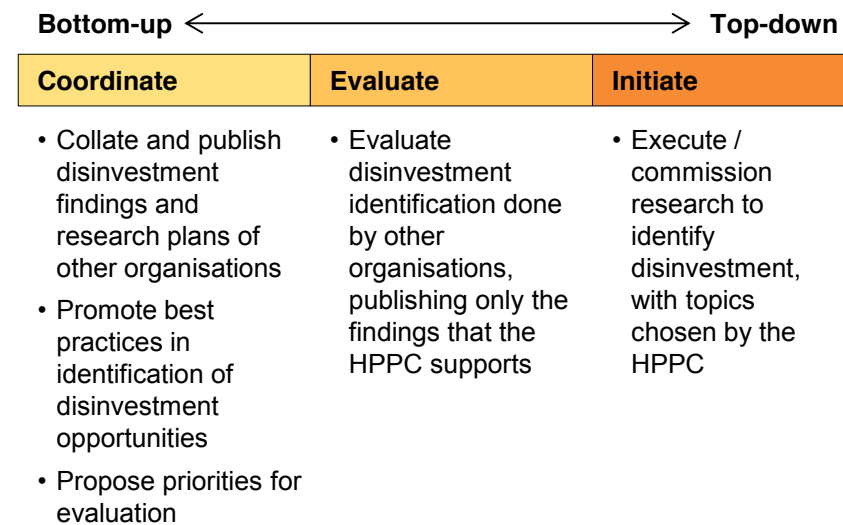 Bottom-up Top-down
Coordinate Evaluate Initiate
• Collate and publish
disinvestment
findings and
research plans of
other organisations
• Promote best
practices in
identification of
disinvestment
opportunities
• Propose priorities for
evaluation
• Evaluate
disinvestment
identification done
by other
organisations,
publishing only the
findings that the
HPPC supports
• Execute /
commission
research to
identify
disinvestment,
with topics
chosen by the
HPPC